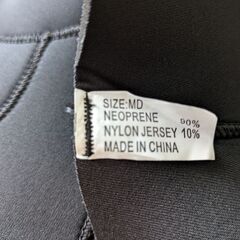 SIZE:MD
NEOPRENE 90%
NYLON JERSEY 10%
MADE IN CHINA